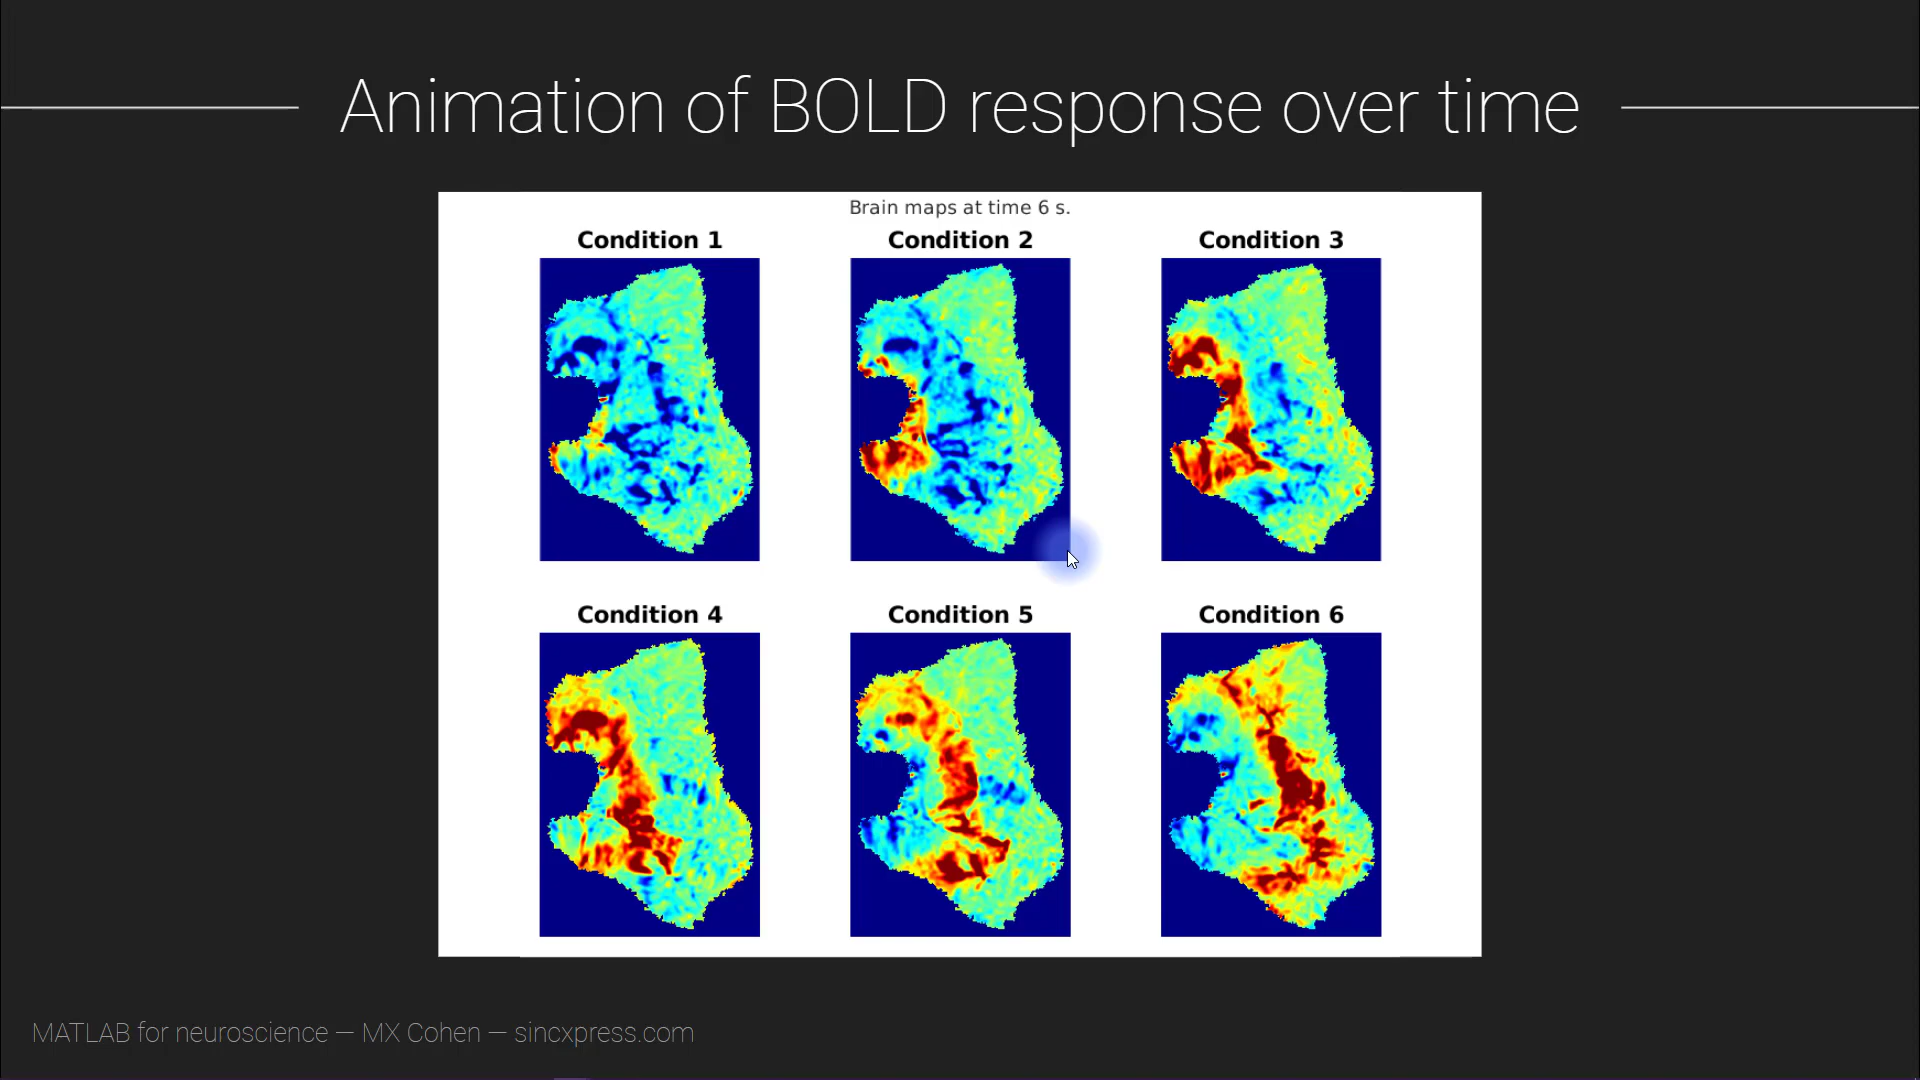 Animation of BOLD response over time
Brain maps at time 6 s.
Condition 1
Condition 2
Condition 3
Condition 4
Condition 5
Condition 6
MATLAB for neuroscience — MX Cohen — sincxpress.com